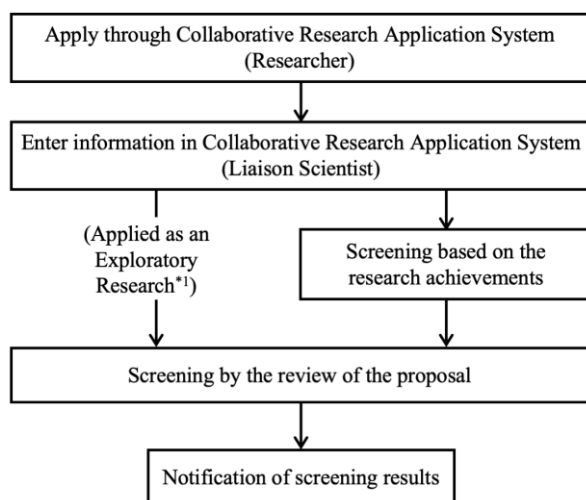 Apply through Collaborative Research Application System
(Researcher)
Enter information in Collaborative Research Application System
(Liaison Scientist)
(Applied as an
Exploratory
Research*1)
Screening based on the
research achievements
Screening by the review of the proposal
Notification of screening results